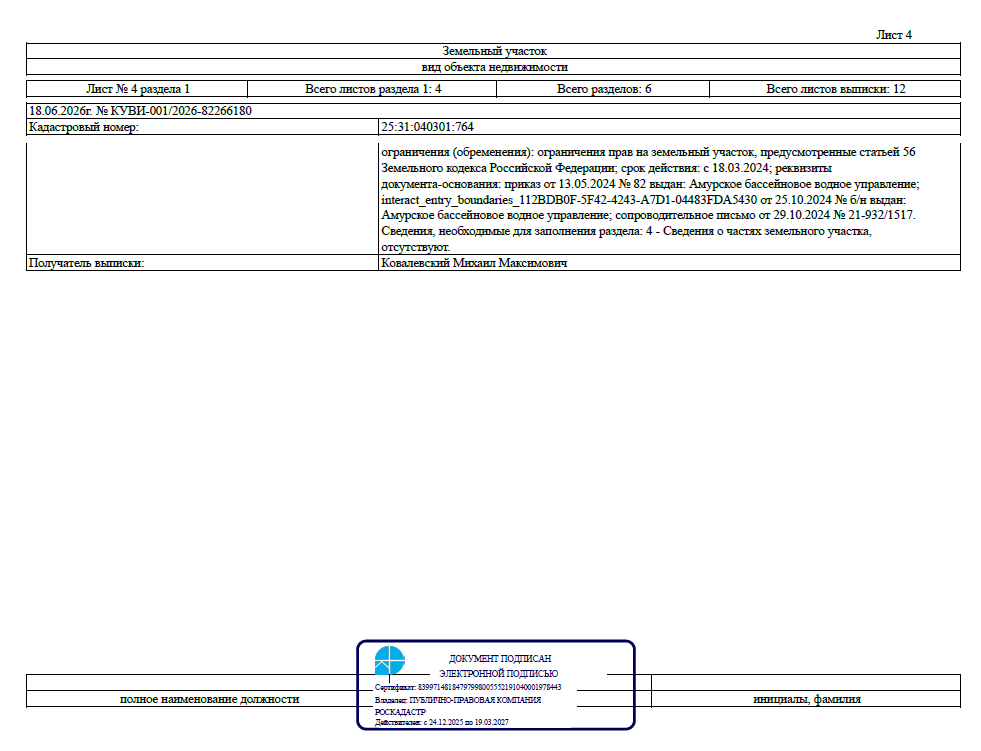 Лист 4
Земельный участок
вид объекта недвижимости
Лист № 4 раздела 1 Всего листов раздела 1: 4 Всего разделов: 6 Всего листов выписки: 12
18.06.2026г. № КУВИ-001/2026-82266180
Кадастровый номер: 25:31:040301:764
ограничения (обременения): ограничения прав на земельный участок, предусмотренные статьей 56
Земельного кодекса Российской Федерации; срок действия: с 18.03.2024; реквизиты
документа-основания: приказ от 13.05.2024 № 82 выдан: Амурское бассейновое водное управление;
interact_entry_boundaries_112BDB0F-5F42-4243-A7D1-04483FDA5430 от 25.10.2024 № б/н выдан:
Амурское бассейновое водное управление; сопроводительное письмо от 29.10.2024 № 21-932/1517.
Сведения, необходимые для заполнения раздела: 4 - Сведения о частях земельного участка,
отсутствуют.
Получатель выписки: Ковалевский Михаил Максимович
ДОКУМЕНТ ПОДПИСАН
ЭЛЕКТРОННОЙ ПОДПИСЬЮ
Сертификат: 83997148184797998005552191040001978443
Владелец: ПУБЛИЧНО-ПРАВОВАЯ КОМПАНИЯ
РОСКАДАСТР
Действителен: с 24.12.2025 по 19.03.2027
полное наименование должности инициалы, фамилия